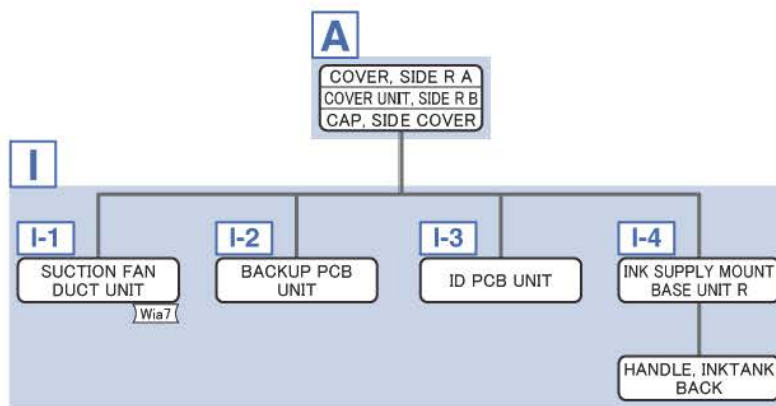 A
COVER, SIDE R A
COVER UNIT, SIDE R B
CAP, SIDE COVER
I
I-1
SUCTION FAN
DUCT UNIT
Wia7
I-2
BACKUP PCB
UNIT
I-3
ID PCB UNIT
I-4
INK SUPPLY MOUNT
BASE UNIT R
HANDLE, INKTANK
BACK